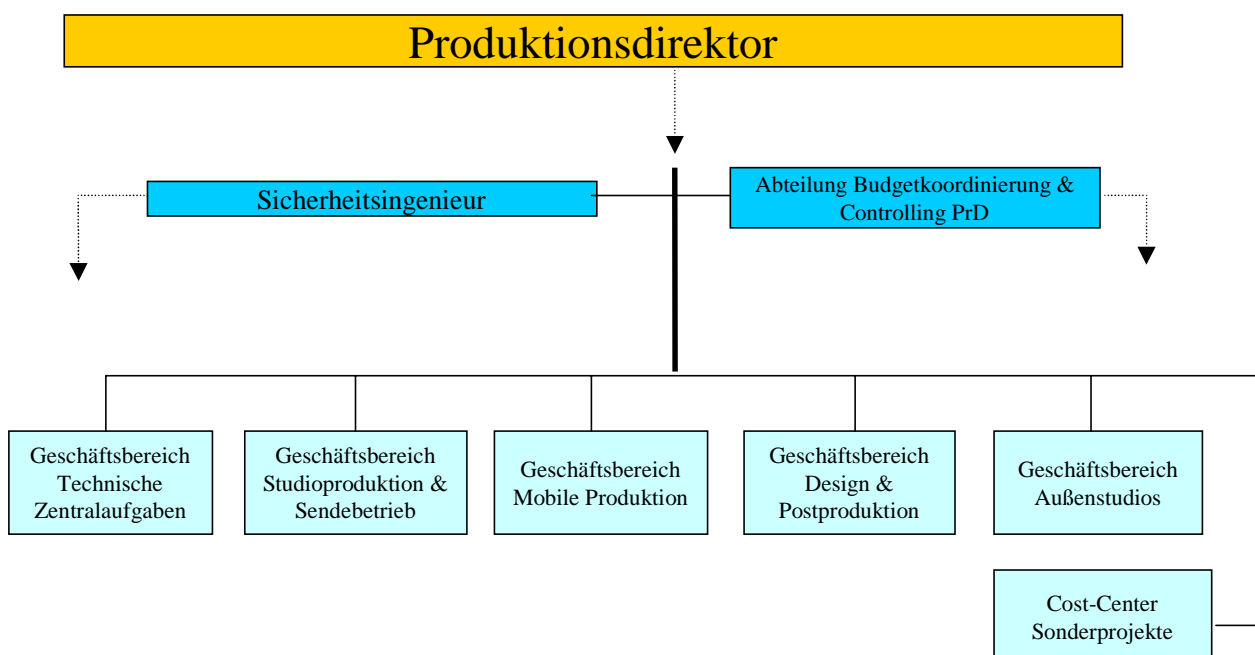 Produktionsdirektor
Sicherheitsingenieur
Abteilung Budgetkoordinierung &
Controlling PrD
Geschäftsbereich
Technische
Zentralaufgaben
Geschäftsbereich
Studioproduktion &
Sendebetrieb
Geschäftsbereich
Mobile Produktion
Geschäftsbereich
Design &
Postproduktion
Geschäftsbereich
Außenstudios
Cost-Center
Sonderprojekte